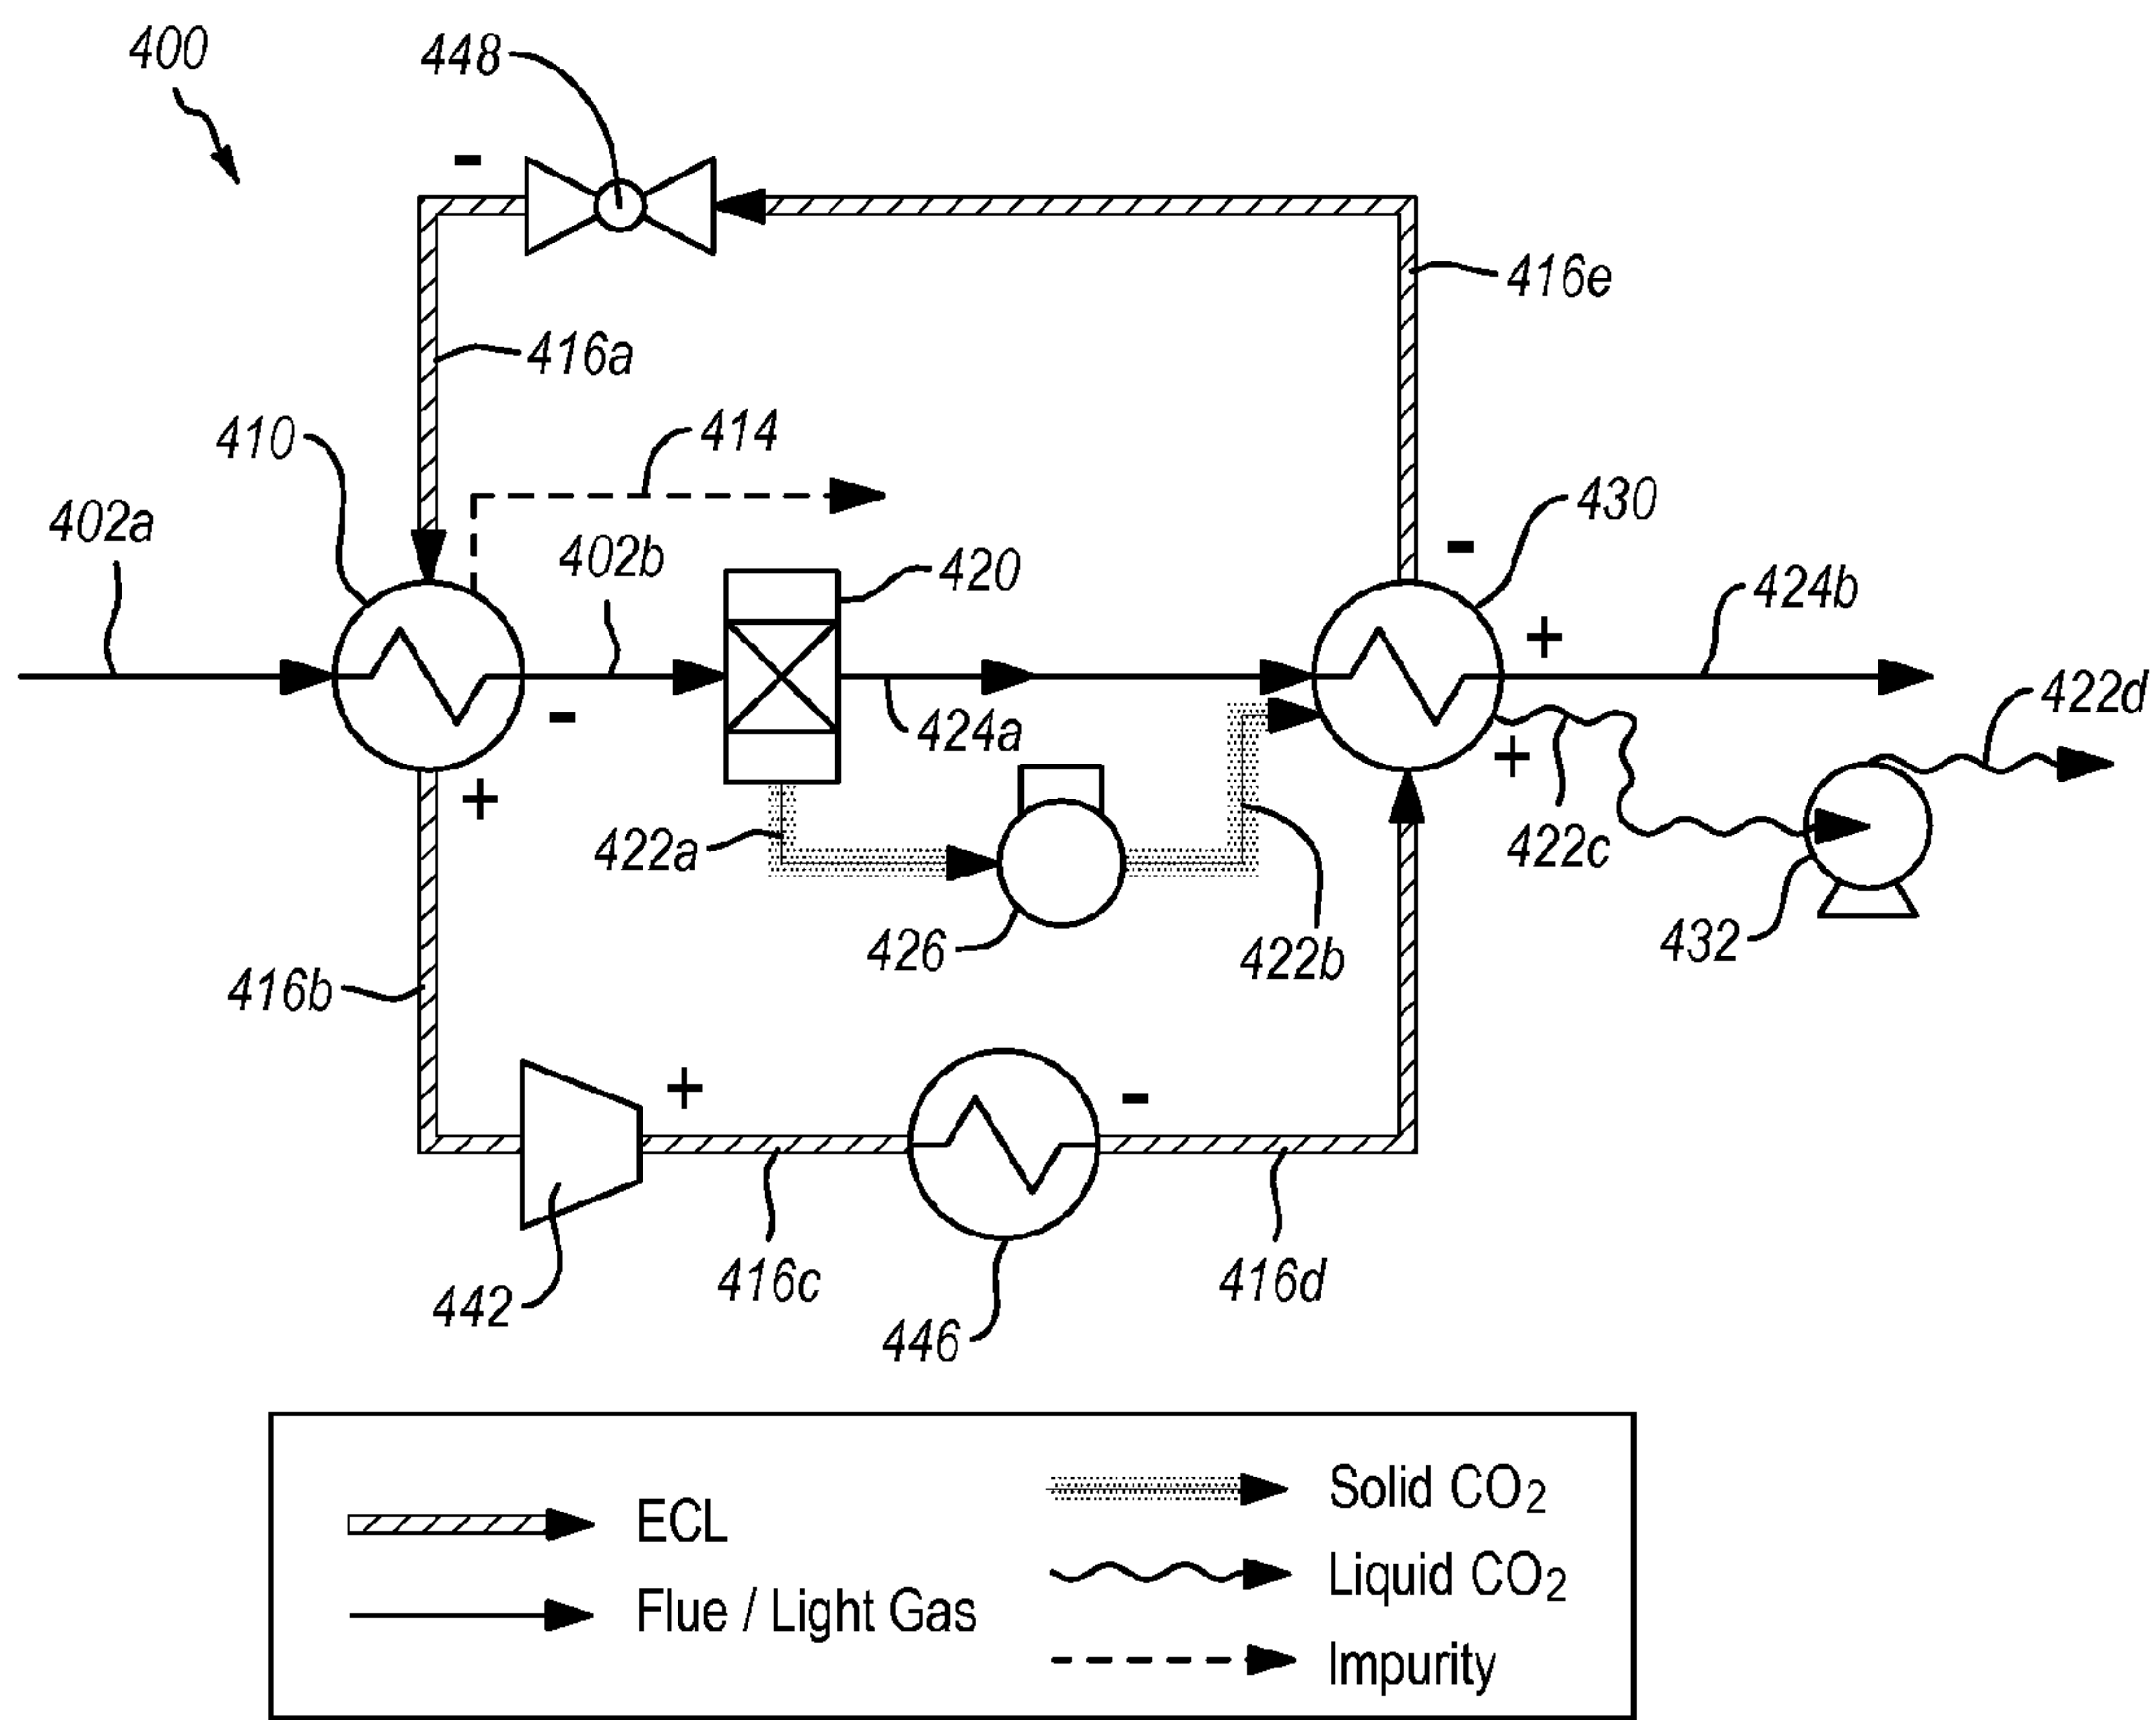 400
448
-
416e
416a
410
414
430
402a
402b
420
-
424b
+
422d
-
424a
+
+
422a
422c
426
422b
432
416b
+
-
442
416c
446
416d
ECL
Flue / Light Gas
Solid CO₂
Liquid CO₂
Impurity